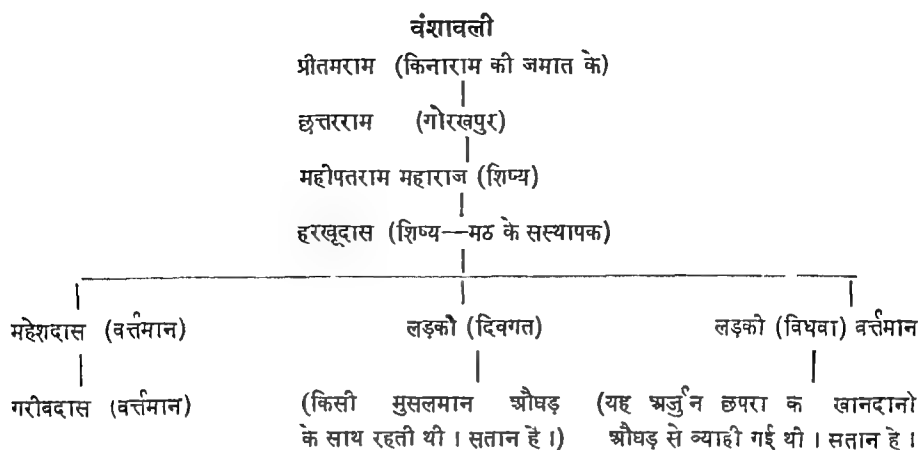 वंशावली
प्रीतमराम (किनाराम की जमात के)
छत्तरराम (गोरखपुर)
महीपतराम महाराज (शिष्य)
हरखूदास (शिष्य—मठ के सस्थापक)
महेशदास (वर्त्तमान) लड़को (दिवगत) लड़को (विधवा) वर्त्तमान
गरीबदास (वर्त्तमान) (किसी मुसलमान औघड़ (यह अर्जुन छपरा क खानदानो
के साथ रहती थी । सतान है ।) औघड़ से व्याही गई थी । सतान है ।